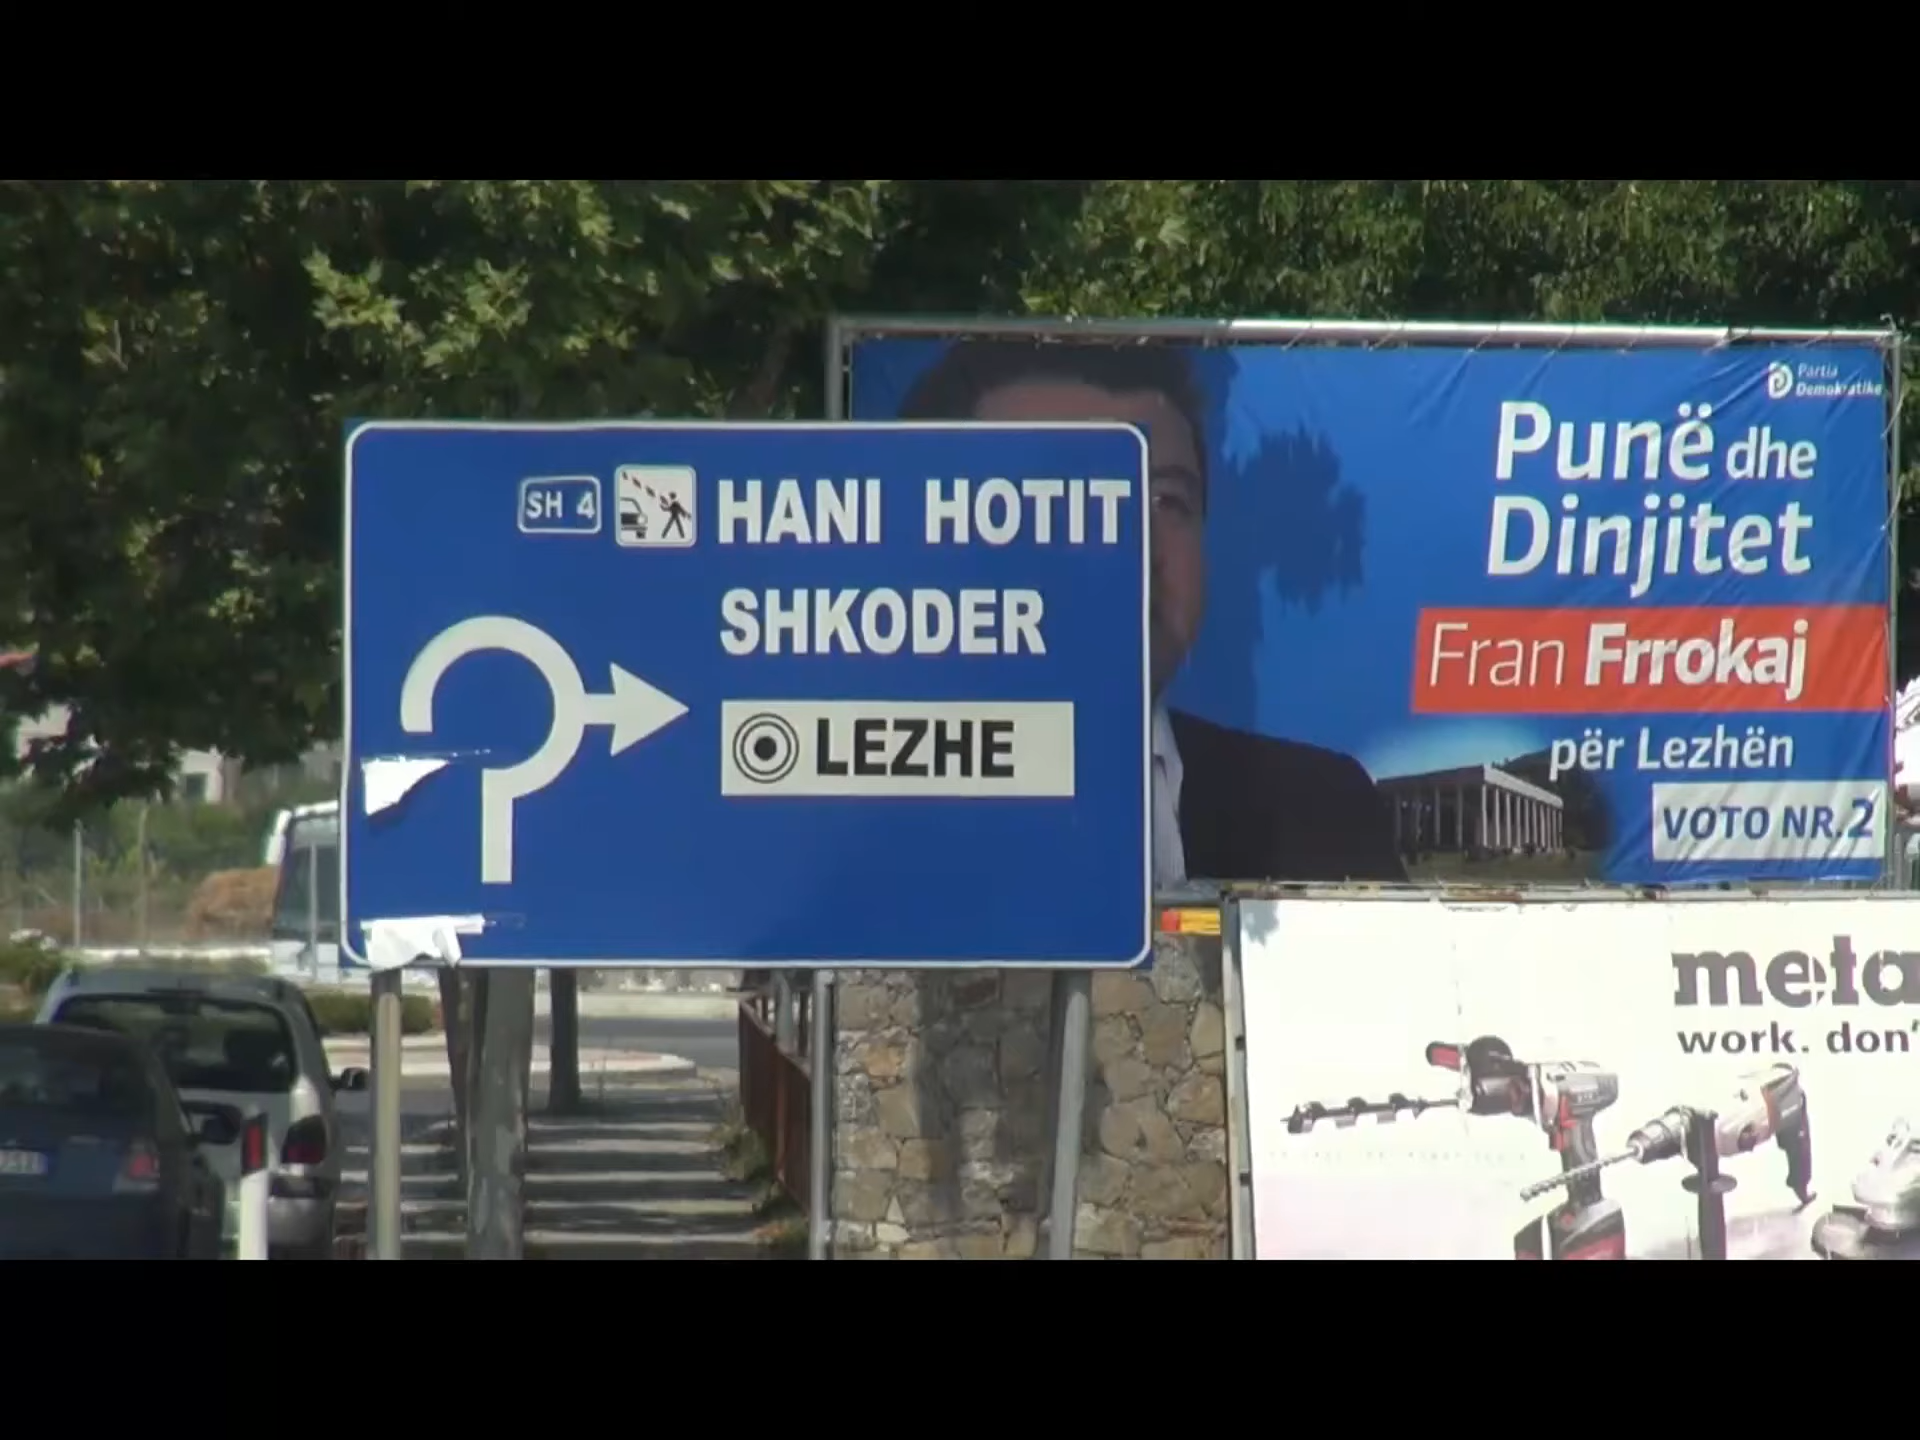 SH 4 HANI HOTIT
SHKODER
LEZHE
Partia
Demokratike
Punë dhe
Dinjitet
Fran Frrokaj
për Lezhën
VOTO NR.2
meta
work. don'